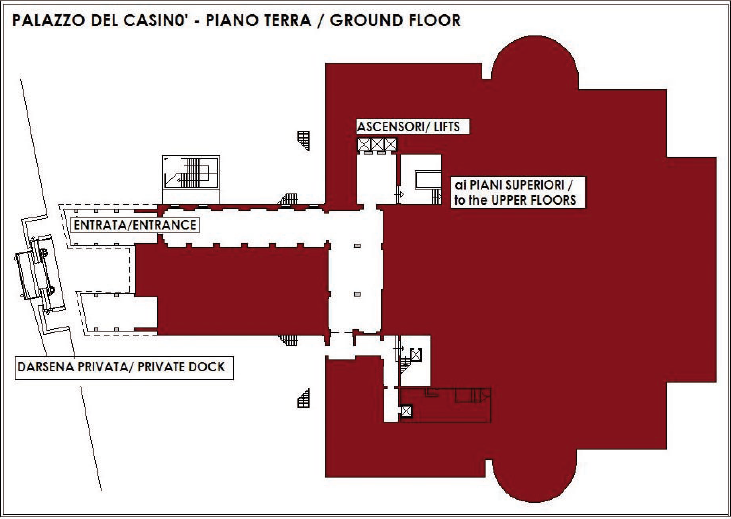 PALAZZO DEL CASINO' - PIANO TERRA / GROUND FLOOR
ASCENSORI/ LIFTS
ai PIANI SUPERIORI /
to the UPPER FLOORS
ENTRATA/ENTRANCE
DARSENA PRIVATA/ PRIVATE DOCK